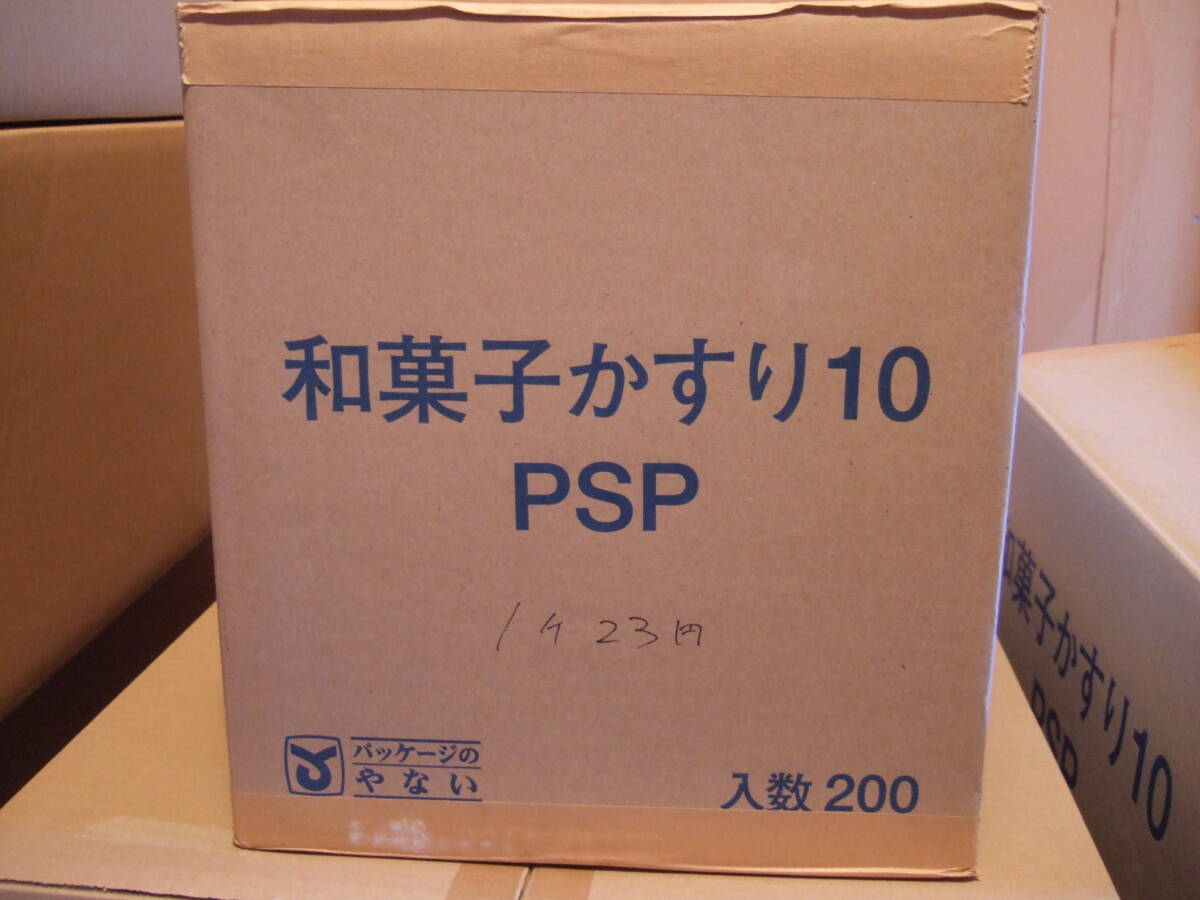 和菓子かすり10
PSP
1ケ 23円
パッケージの
やない
入数 200
和菓子かすり10
PSP